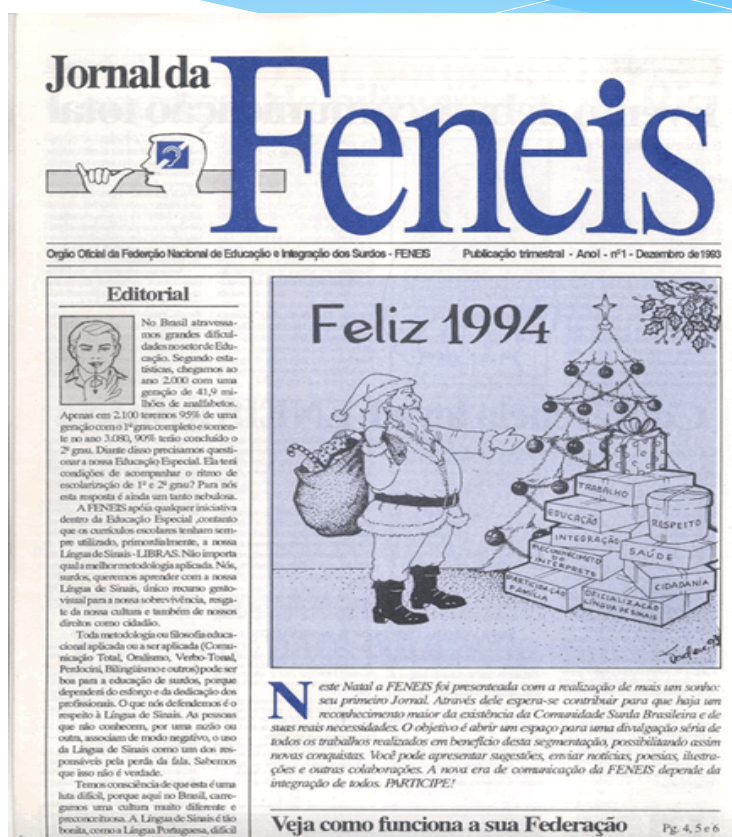 Jornal da
Feneis
Orgão Oficial da Federção Nacional de Educação e Integração dos Surdos - FENEIS Publicação trimestral - AnoI - nº1 - Dezembro de 1993
Editorial
No Brasil atravessa-
mos grandes dificul-
dades no setor de Edu-
cação. Segundo esta-
tísticas, chegamos ao
ano 2.000 com uma
geração de 41,9 mi-
lhões de analfabetos.
Apenas em 2.100 teremos 95% de uma
geração com o 1º grau completo e somen-
te no ano 3.080, 90% terão concluído o
2º grau. Diante disso precisamos questi-
onar a nossa Educação Especial. Ela terá
condições de acompanhar o ritmo de
escolarização de 1º e 2º grau? Para nós
esta resposta é ainda um tanto nebulosa.
A FENEIS apóia qualquer iniciativa
dentro da Educação Especial ,contanto
que os currículos escolares tenham sem-
pre utilizado, primordialmente, a nossa
Língua de Sinais - LIBRAS. Não importa
qual a melhor metodologia aplicada. Nós,
surdos, queremos aprender com a nossa
Língua de Sinais, único recurso gesto-
visual para a nossa sobrevivência, resga-
te da nossa cultura e também de nossos
direitos como cidadão.
Toda metodologia ou filosofia educa-
cional aplicada ou a ser aplicada (Comu-
nicação Total, Oralismo, Verbo-Tonal,
Perdocini, Bilingüismo e outros) pode ser
boa para a educação de surdos, porque
dependerá do esforço e da dedicação dos
profissionais. O que nós defendemos é o
respeito à Língua de Sinais. As pessoas
que não conhecem, por uma razão ou
outra, associam de modo negativo, o uso
da Língua de Sinais como um dos res-
ponsáveis pela perda da fala. Sabemos
que isso não é verdade.
Temos consciência de que esta é uma
luta difícil, porque aqui no Brasil, carre-
gamos uma cultura muito diferente e
preconceituosa. A Língua de Sinais é tão
bonita, como a Língua Portuguesa, difícil
Feliz 1994
TRABALHO
EDUCAÇÃO
RESPEITO
INTEGRAÇÃO
SAÚDE
RECONHECIMETO
DO
INTERPRETE
CIDADANÍA
PARTICIPAÇÃO
FAMÍLIA
OFICIALIZAÇÃO
LÍNGUA DE SINAIS
Neste Natal a FENEIS foi presenteada com a realização de mais um sonho:
seu primeiro Jornal. Através dele espera-se contribuir para que haja um
reconhecimento maior da existência da Comunidade Surda Brasileira e de
suas reais necessidades. O objetivo é abrir um espaço para uma divulgação séria de
todos os trabalhos realizados em benefício desta segmentação, possibilitando assim
novas conquistas. Você pode apresentar sugestões, enviar notícias, poesias, ilustra-
ções e outras colaborações. A nova era de comunicação da FENEIS depende da
integração de todos. PARTICIPE!
Veja como funciona a sua Federação Pg. 4, 5 e 6